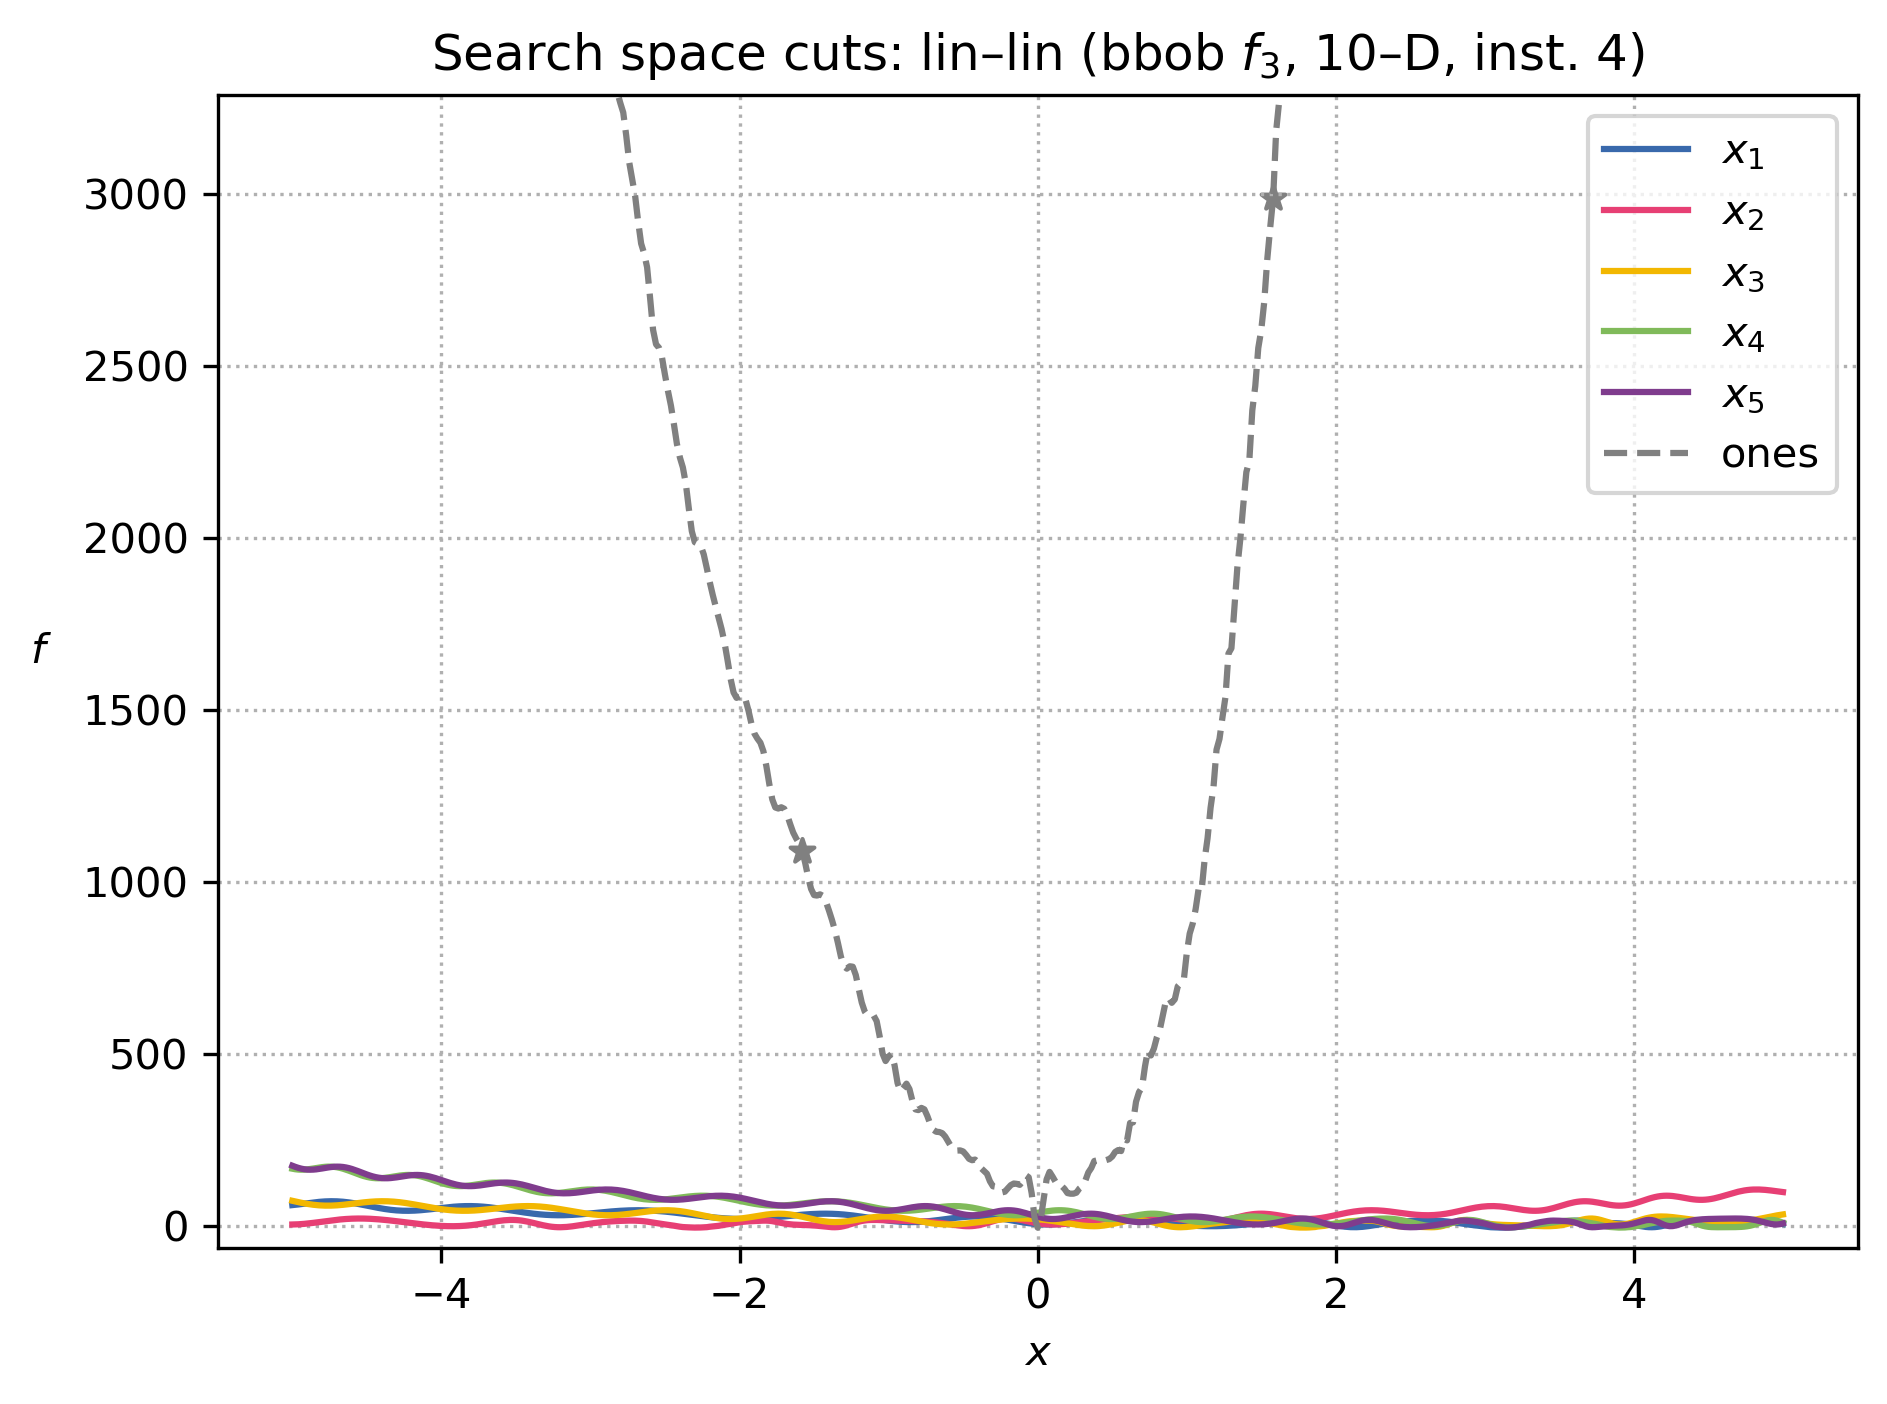 Search space cuts: lin–lin (bbob f₃, 10–D, inst. 4)
3000
2500
2000
1500
1000
500
0
f
x₁
x₂
x₃
x₄
x₅
ones
−4 −2 0 2 4
x